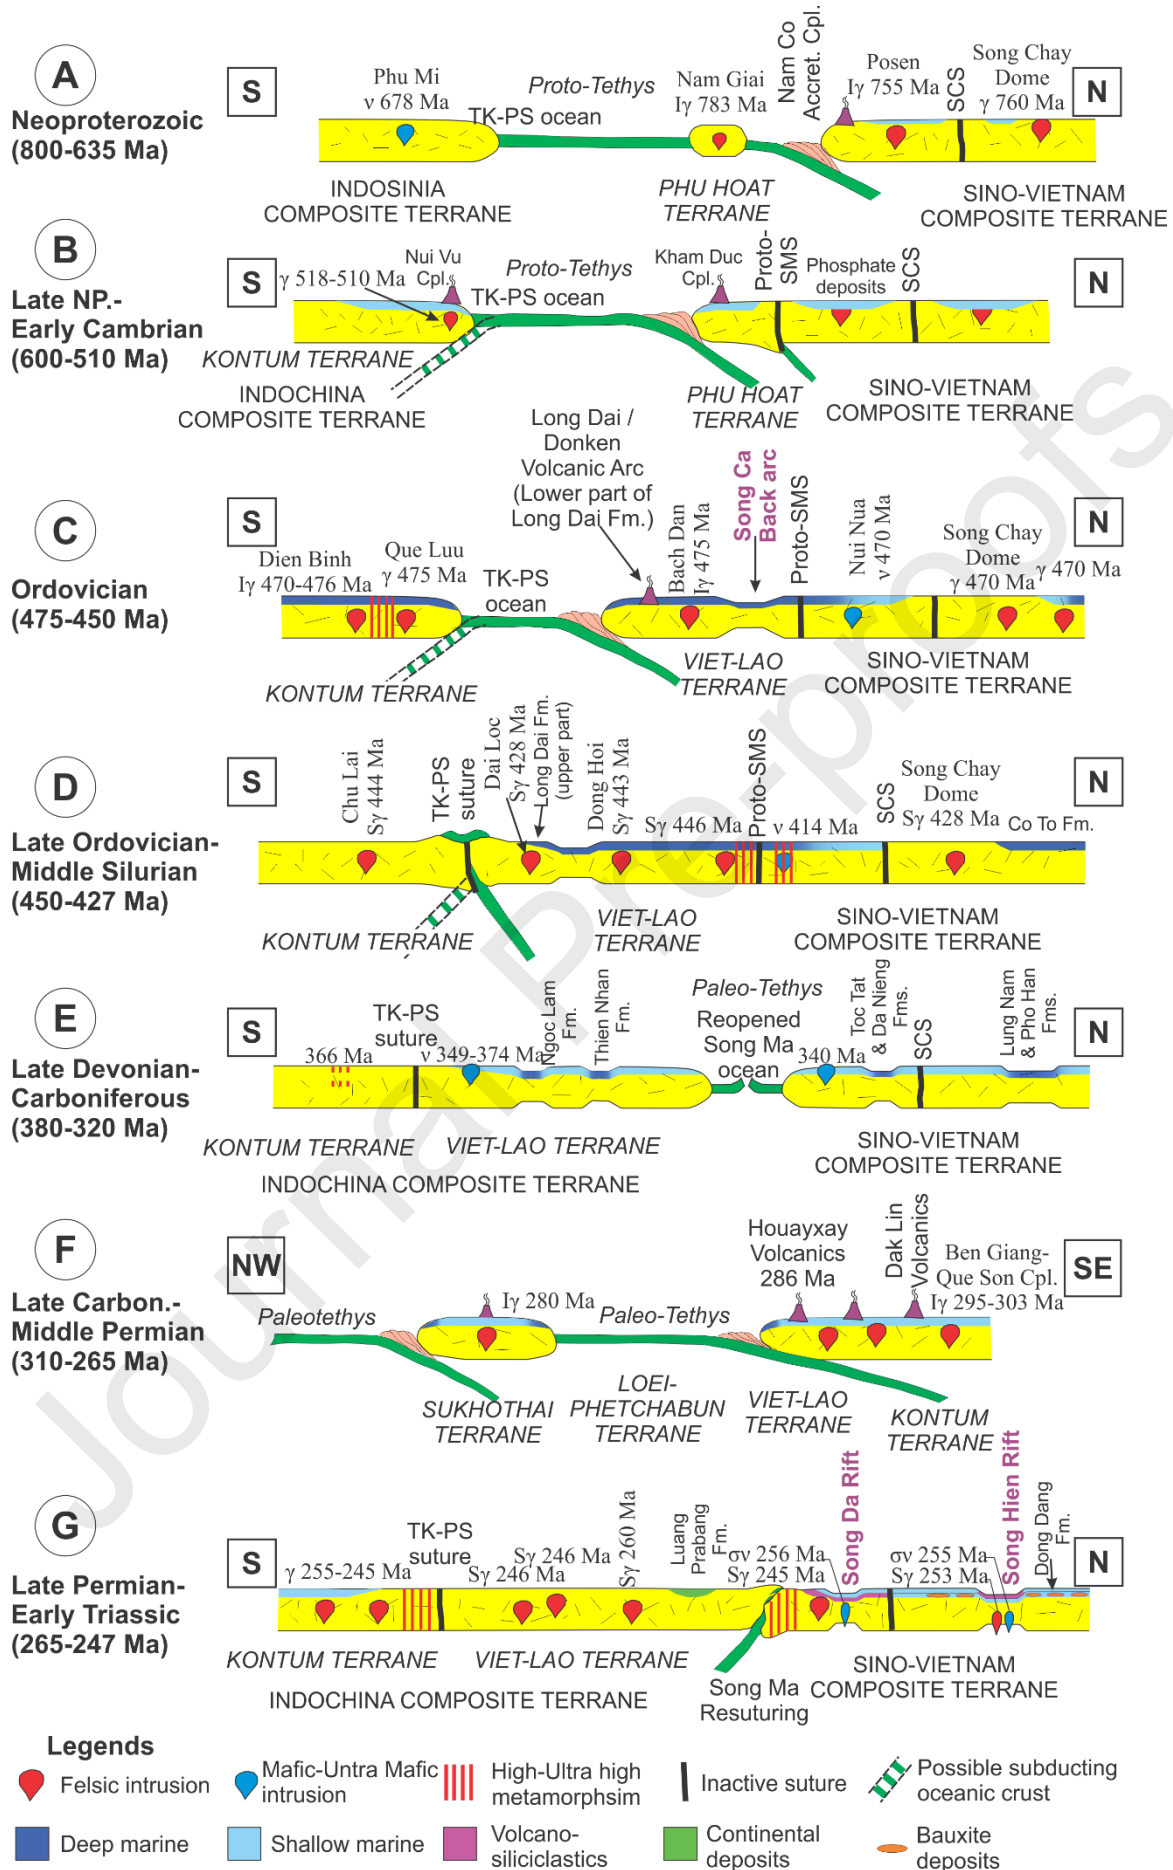 A
Neoproterozoic
(800-635 Ma)
S
N
Phu Mi
ν 678 Ma
Proto-Tethys
TK-PS ocean
Nam Giai
Iγ 783 Ma
Nam Co
Accret. Cpl.
Posen
Iγ 755 Ma
SCS
Song Chay
Dome
γ 760 Ma
INDOSINIA
COMPOSITE TERRANE
PHU HOAT
TERRANE
SINO-VIETNAM
COMPOSITE TERRANE
B
Late NP.-
Early Cambrian
(600-510 Ma)
S
N
γ 518-510 Ma
Nui Vu
Cpl.
Proto-Tethys
TK-PS ocean
Kham Duc
Cpl.
Proto-
SMS
Phosphate
deposits
SCS
KONTUM TERRANE
INDOCHINA
COMPOSITE TERRANE
PHU HOAT
TERRANE
SINO-VIETNAM
COMPOSITE TERRANE
C
Ordovician
(475-450 Ma)
S
N
Dien Binh
Iγ 470-476 Ma
Que Luu
γ 475 Ma
TK-PS
ocean
Long Dai /
Donken
Volcanic Arc
(Lower part of
Long Dai Fm.)
Bach Dan
Iγ 475 Ma
Song Ca
Back arc
Proto-SMS
Nui Nua
ν 470 Ma
Song Chay
Dome
γ 470 Ma
γ 470 Ma
KONTUM TERRANE
VIET-LAO
TERRANE
SINO-VIETNAM
COMPOSITE TERRANE
D
Late Ordovician-
Middle Silurian
(450-427 Ma)
S
N
Chu Lai
Sγ 444 Ma
TK-PS
suture
Dai Loc
Sγ 428 Ma
Long Dai Fm.
(upper part)
Dong Hoi
Sγ 443 Ma
Sγ 446 Ma
Proto-SMS
ν 414 Ma
SCS
Song Chay
Dome
Sγ 428 Ma
Co To Fm.
KONTUM TERRANE
VIET-LAO
TERRANE
SINO-VIETNAM
COMPOSITE TERRANE
E
Late Devonian-
Carboniferous
(380-320 Ma)
S
N
366 Ma
TK-PS
suture
ν 349-374 Ma
Ngoc Lam
Fm.
Thien Nhan
Fm.
Paleo-Tethys
Reopened
Song Ma
ocean
340 Ma
Toc Tat
& Da Nieng
Fms.
SCS
Lung Nam
& Pho Han
Fms.
KONTUM TERRANE
VIET-LAO TERRANE
INDOCHINA COMPOSITE TERRANE
SINO-VIETNAM
COMPOSITE TERRANE
F
Late Carbon.-
Middle Permian
(310-265 Ma)
NW
SE
Paleotethys
Iγ 280 Ma
Paleo-Tethys
Houayxay
Volcanics
286 Ma
Dak Lin
Volcanics
Ben Giang-
Que Son Cpl.
Iγ 295-303 Ma
SUKHOTHAI
TERRANE
LOEI-
PHETCHABUN
TERRANE
VIET-LAO
TERRANE
KONTUM
TERRANE
G
Late Permian-
Early Triassic
(265-247 Ma)
S
N
γ 255-245 Ma
TK-PS
suture
Sγ 246 Ma
Sγ 246 Ma
Sγ 260 Ma
Luang
Prabang
Fm.
σν 256 Ma
Sγ 245 Ma
Song Da Rift
σν 255 Ma
Sγ 253 Ma
Song Hien Rift
Dong Dang
Fm.
KONTUM TERRANE
VIET-LAO TERRANE
INDOCHINA COMPOSITE TERRANE
Song Ma
Resuturing
SINO-VIETNAM
COMPOSITE TERRANE
Legends
Felsic intrusion
Mafic-Untra Mafic
intrusion
High-Ultra high
metamorphsim
Inactive suture
Possible subducting
oceanic crust
Deep marine
Shallow marine
Volcano-
siliciclastics
Continental
deposits
Bauxite
deposits
Journal Pre-proofs